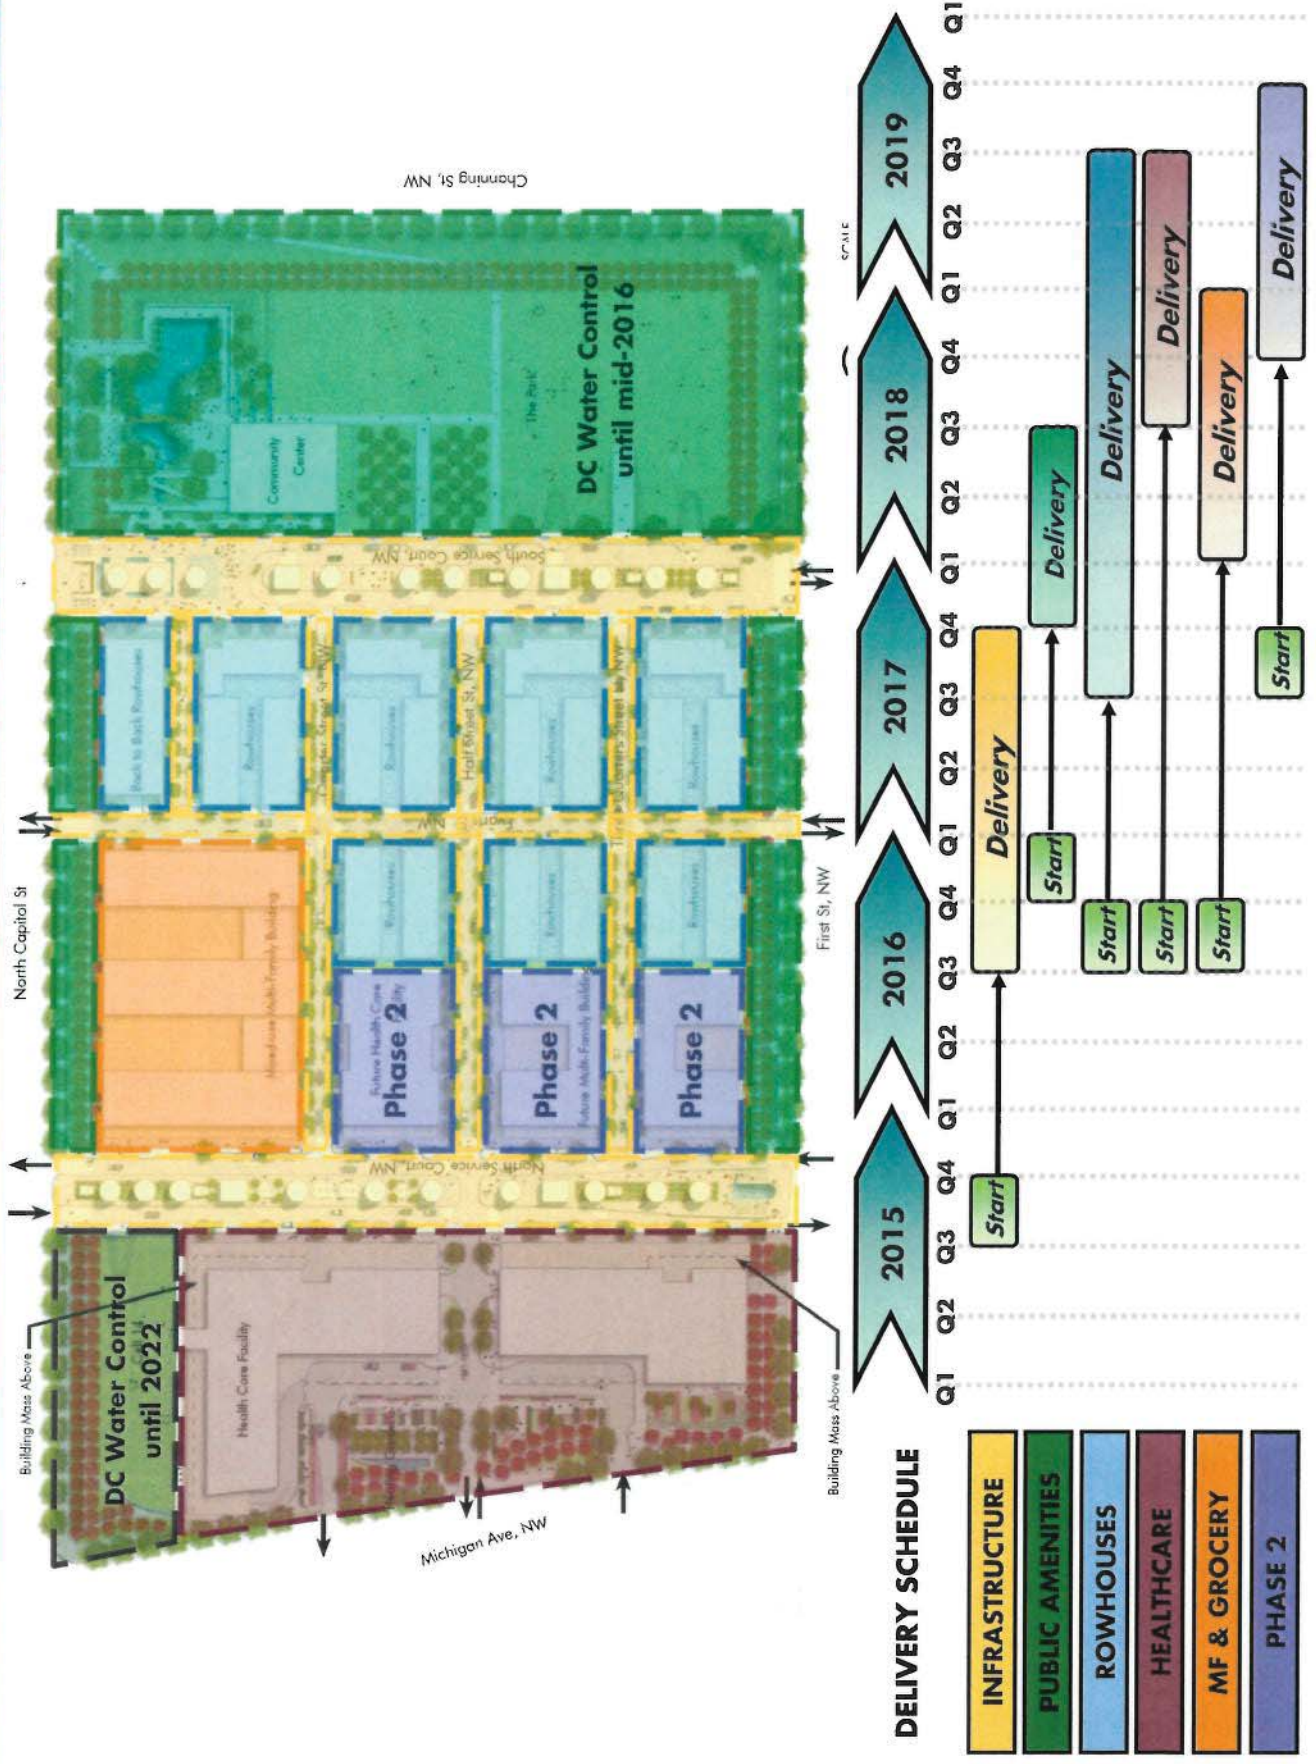 North Capitol St
Building Mass Above
DC Water Control
until 2022
Health Care Facility
North Service Court, NW
Future Health Care
Phase 2
Phase 2
Future Multi-Family Building
Phase 2
Rowhouses
Rowhouses
Rowhouses
Back to Back Rowhouses
Rowhouses
Rowhouses
Rowhouses
Rowhouses
Half Street St, NW
South Service Court, NW
Community
Center
"The Park"
DC Water Control
until mid-2016
Channing St, NW
Michigan Ave, NW
Building Mass Above
First St, NW
SCALE
DELIVERY SCHEDULE
2015
2016
2017
2018
2019
Q1 Q2 Q3 Q4 Q1 Q2 Q3 Q4 Q1 Q2 Q3 Q4 Q1 Q2 Q3 Q4 Q1 Q2 Q3 Q4 Q1
INFRASTRUCTURE Start Delivery
PUBLIC AMENITIES Start Delivery
ROWHOUSES Start Delivery
HEALTHCARE Start Delivery
MF & GROCERY Start Delivery
PHASE 2 Start Delivery